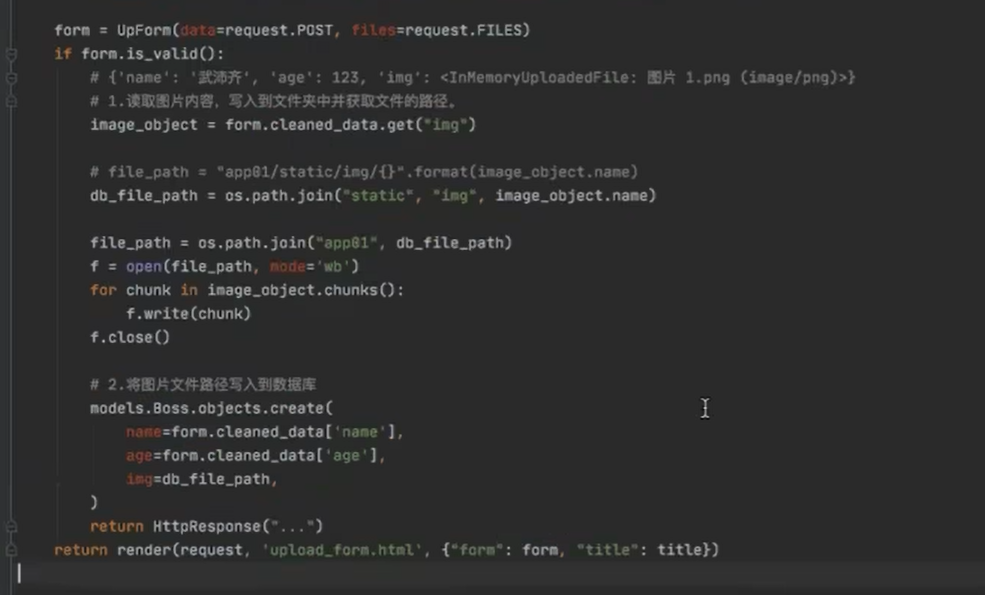 form = UpForm(data=request.POST, files=request.FILES)
if form.is_valid():
# {'name': '武沛齐', 'age': 123, 'img': <InMemoryUploadedFile: 图片 1.png (image/png)>}
# 1.读取图片内容，写入到文件夹中并获取文件的路径。
image_object = form.cleaned_data.get("img")
# file_path = "app01/static/img/{}".format(image_object.name)
db_file_path = os.path.join("static", "img", image_object.name)
file_path = os.path.join("app01", db_file_path)
f = open(file_path, mode='wb')
for chunk in image_object.chunks():
f.write(chunk)
f.close()
# 2.将图片文件路径写入到数据库
models.Boss.objects.create(
name=form.cleaned_data['name'],
age=form.cleaned_data['age'],
img=db_file_path,
)
return HttpResponse("...")
return render(request, 'upload_form.html', {"form": form, "title": title})